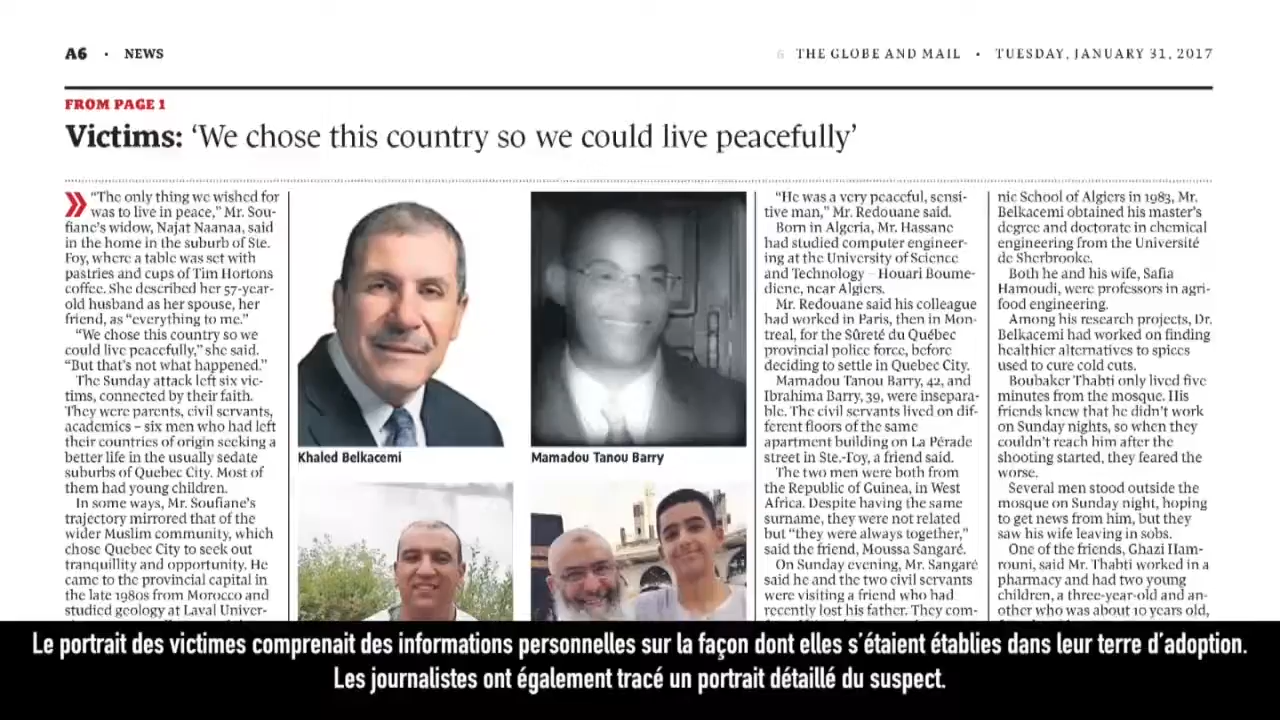 A6 · NEWS
THE GLOBE AND MAIL · TUESDAY, JANUARY 31, 2017
FROM PAGE 1
Victims: ‘We chose this country so we could live peacefully’
“The only thing we wished for
was to live in peace,” Mr. Sou-
fiane’s widow, Najat Naanaa, said
in the home in the suburb of Ste.
Foy, where a table was set with
pastries and cups of Tim Hortons
coffee. She described her 57-year-
old husband as her spouse, her
friend, as “everything to me.”
“We chose this country so we
could live peacefully,” she said.
“But that’s not what happened.”
The Sunday attack left six vic-
tims, connected by their faith.
They were parents, civil servants,
academics – six men who had left
their countries of origin seeking a
better life in the usually sedate
suburbs of Quebec City. Most of
them had young children.
In some ways, Mr. Soufiane’s
trajectory mirrored that of the
wider Muslim community, which
chose Quebec City to seek out
tranquillity and opportunity. He
came to the provincial capital in
the late 1980s from Morocco and
studied geology at Laval Univer-
Khaled Belkacemi
Mamadou Tanou Barry
“He was a very peaceful, sensi-
tive man,” Mr. Redouane said.
Born in Algeria, Mr. Hassane
had studied computer engineer-
ing at the University of Science
and Technology – Houari Boume-
diene, near Algiers.
Mr. Redouane said his colleague
had worked in Paris, then in Mon-
treal, for the Sûreté du Québec
provincial police force, before
deciding to settle in Quebec City.
Mamadou Tanou Barry, 42, and
Ibrahima Barry, 39, were insepara-
ble. The civil servants lived on dif-
ferent floors of the same
apartment building on La Pérade
street in Ste.-Foy, a friend said.
The two men were both from
the Republic of Guinea, in West
Africa. Despite having the same
surname, they were not related
but “they were always together,”
said the friend, Moussa Sangaré.
On Sunday evening, Mr. Sangaré
said he and the two civil servants
were visiting a friend who had
recently lost his father. They com-
nic School of Algiers in 1983, Mr.
Belkacemi obtained his master’s
degree and doctorate in chemical
engineering from the Université
de Sherbrooke.
Both he and his wife, Safia
Hamoudi, were professors in agri-
food engineering.
Among his research projects, Dr.
Belkacemi had worked on finding
healthier alternatives to spices
used to cure cold cuts.
Boubaker Thabti only lived five
minutes from the mosque. His
friends knew that he didn’t work
on Sunday nights, so when they
couldn’t reach him after the
shooting started, they feared the
worse.
Several men stood outside the
mosque on Sunday night, hoping
to get news from him, but they
saw his wife leaving in sobs.
One of the friends, Ghazi Ham-
rouni, said Mr. Thabti worked in a
pharmacy and had two young
children, a three-year-old and an-
other who was about 10 years old,
Le portrait des victimes comprenait des informations personnelles sur la façon dont elles s’étaient établies dans leur terre d’adoption.
Les journalistes ont également tracé un portrait détaillé du suspect.